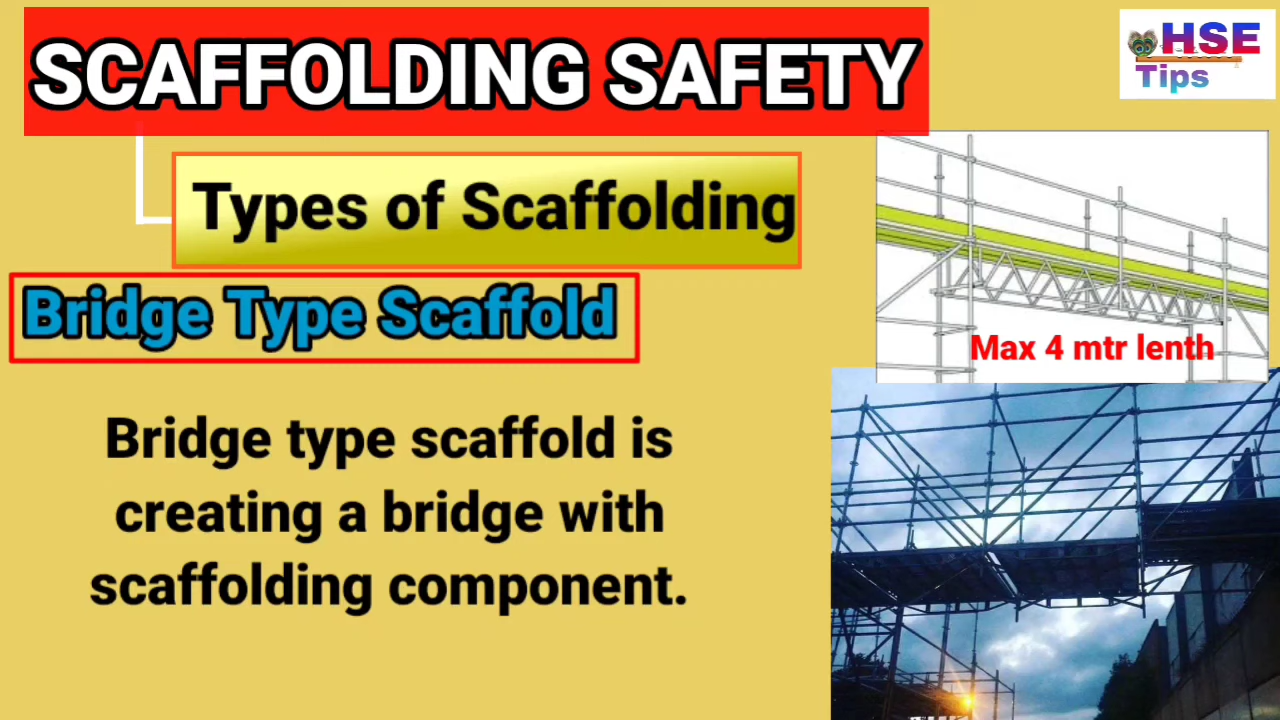 SCAFFOLDING SAFETY
HSE
Tips
Types of Scaffolding
Bridge Type Scaffold
Max 4 mtr lenth
Bridge type scaffold is
creating a bridge with
scaffolding component.